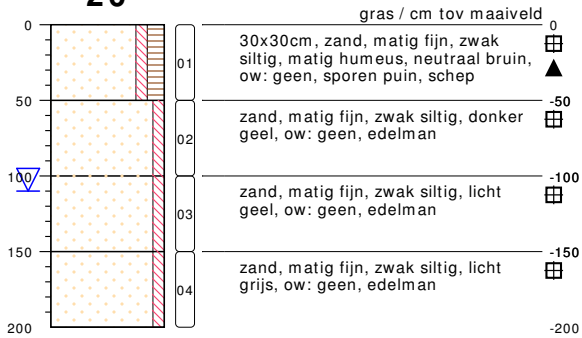 gras / cm tov maaiveld
0
0
01
30x30cm, zand, matig fijn, zwak
siltig, matig humeus, neutraal bruin,
ow: geen, sporen puin, schep
50
-50
02
zand, matig fijn, zwak siltig, donker
geel, ow: geen, edelman
100
-100
03
zand, matig fijn, zwak siltig, licht
geel, ow: geen, edelman
150
-150
04
zand, matig fijn, zwak siltig, licht
grijs, ow: geen, edelman
200
-200